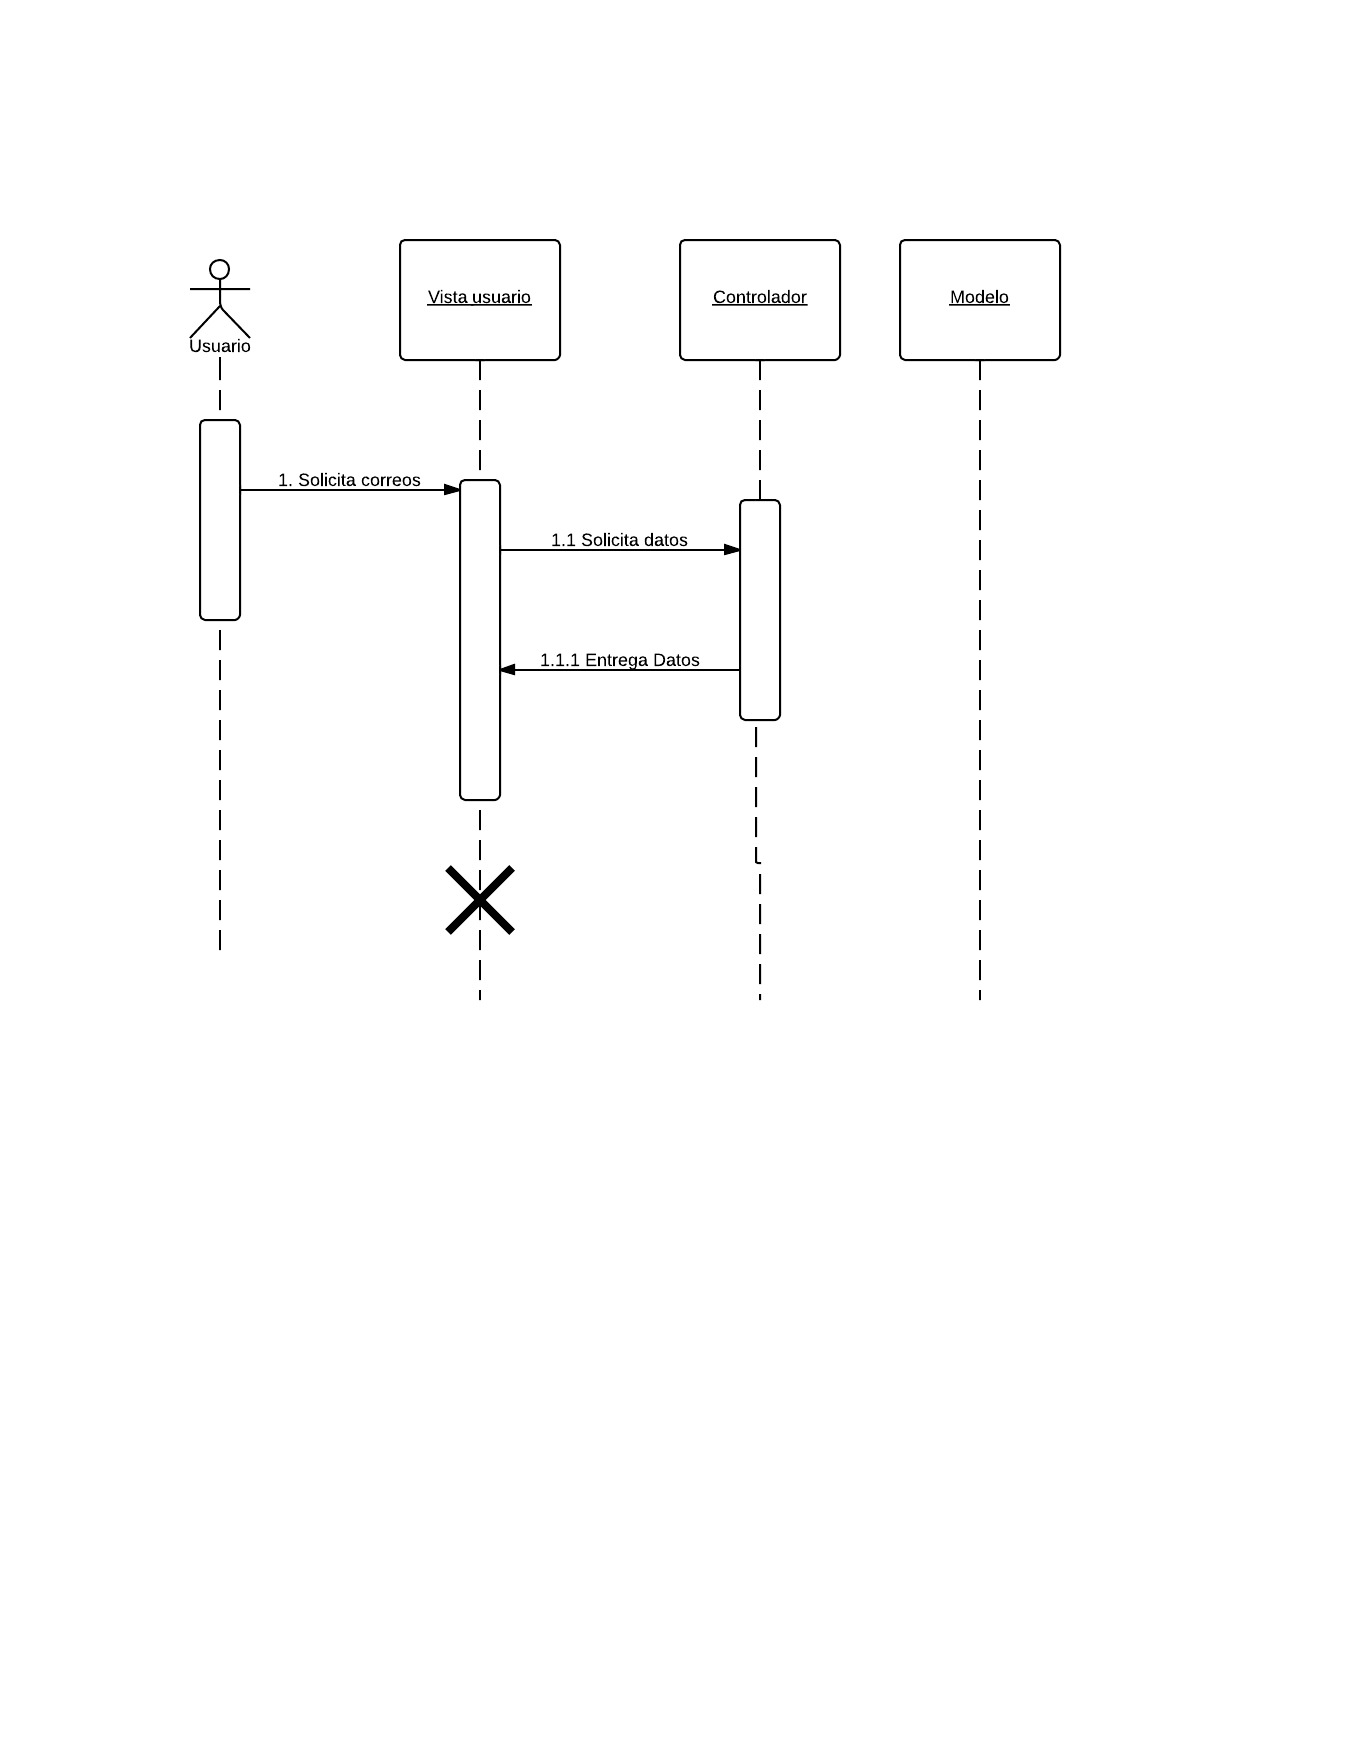 Vista usuario
Controlador
Modelo
Usuario
1. Solicita correos
1.1 Solicita datos
1.1.1 Entrega Datos